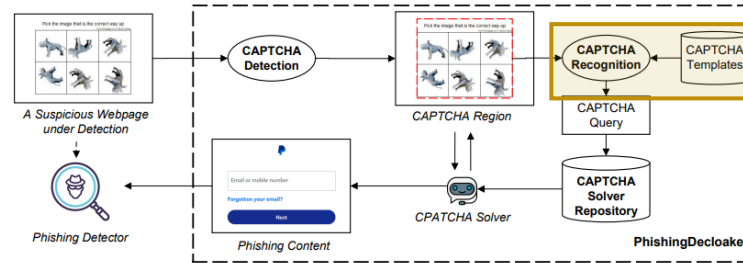 Pick the image that is the correct way up
A Suspicious Webpage
under Detection
CAPTCHA
Detection
Pick the image that is the correct way up
CAPTCHA Region
CAPTCHA
Recognition
CAPTCHA
Templates
CAPTCHA
Query
CAPTCHA
Solver
Repository
CPATCHA Solver
Email or mobile number
Forgotten your email?
Next
Phishing Content
Phishing Detector
PhishingDecloake